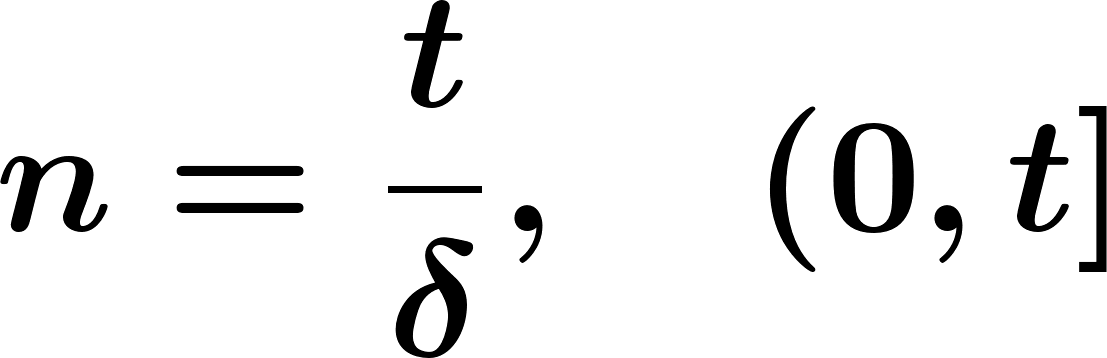 n = t/δ, (0, t]